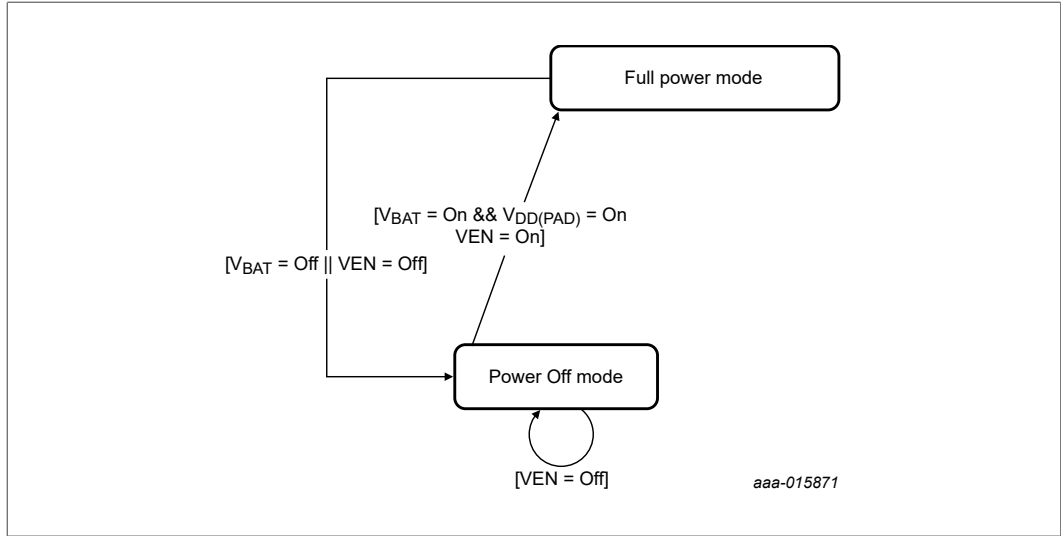 Full power mode
[VBAT = On && VDD(PAD) = On
VEN = On]
[VBAT = Off || VEN = Off]
Power Off mode
[VEN = Off]
aaa-015871